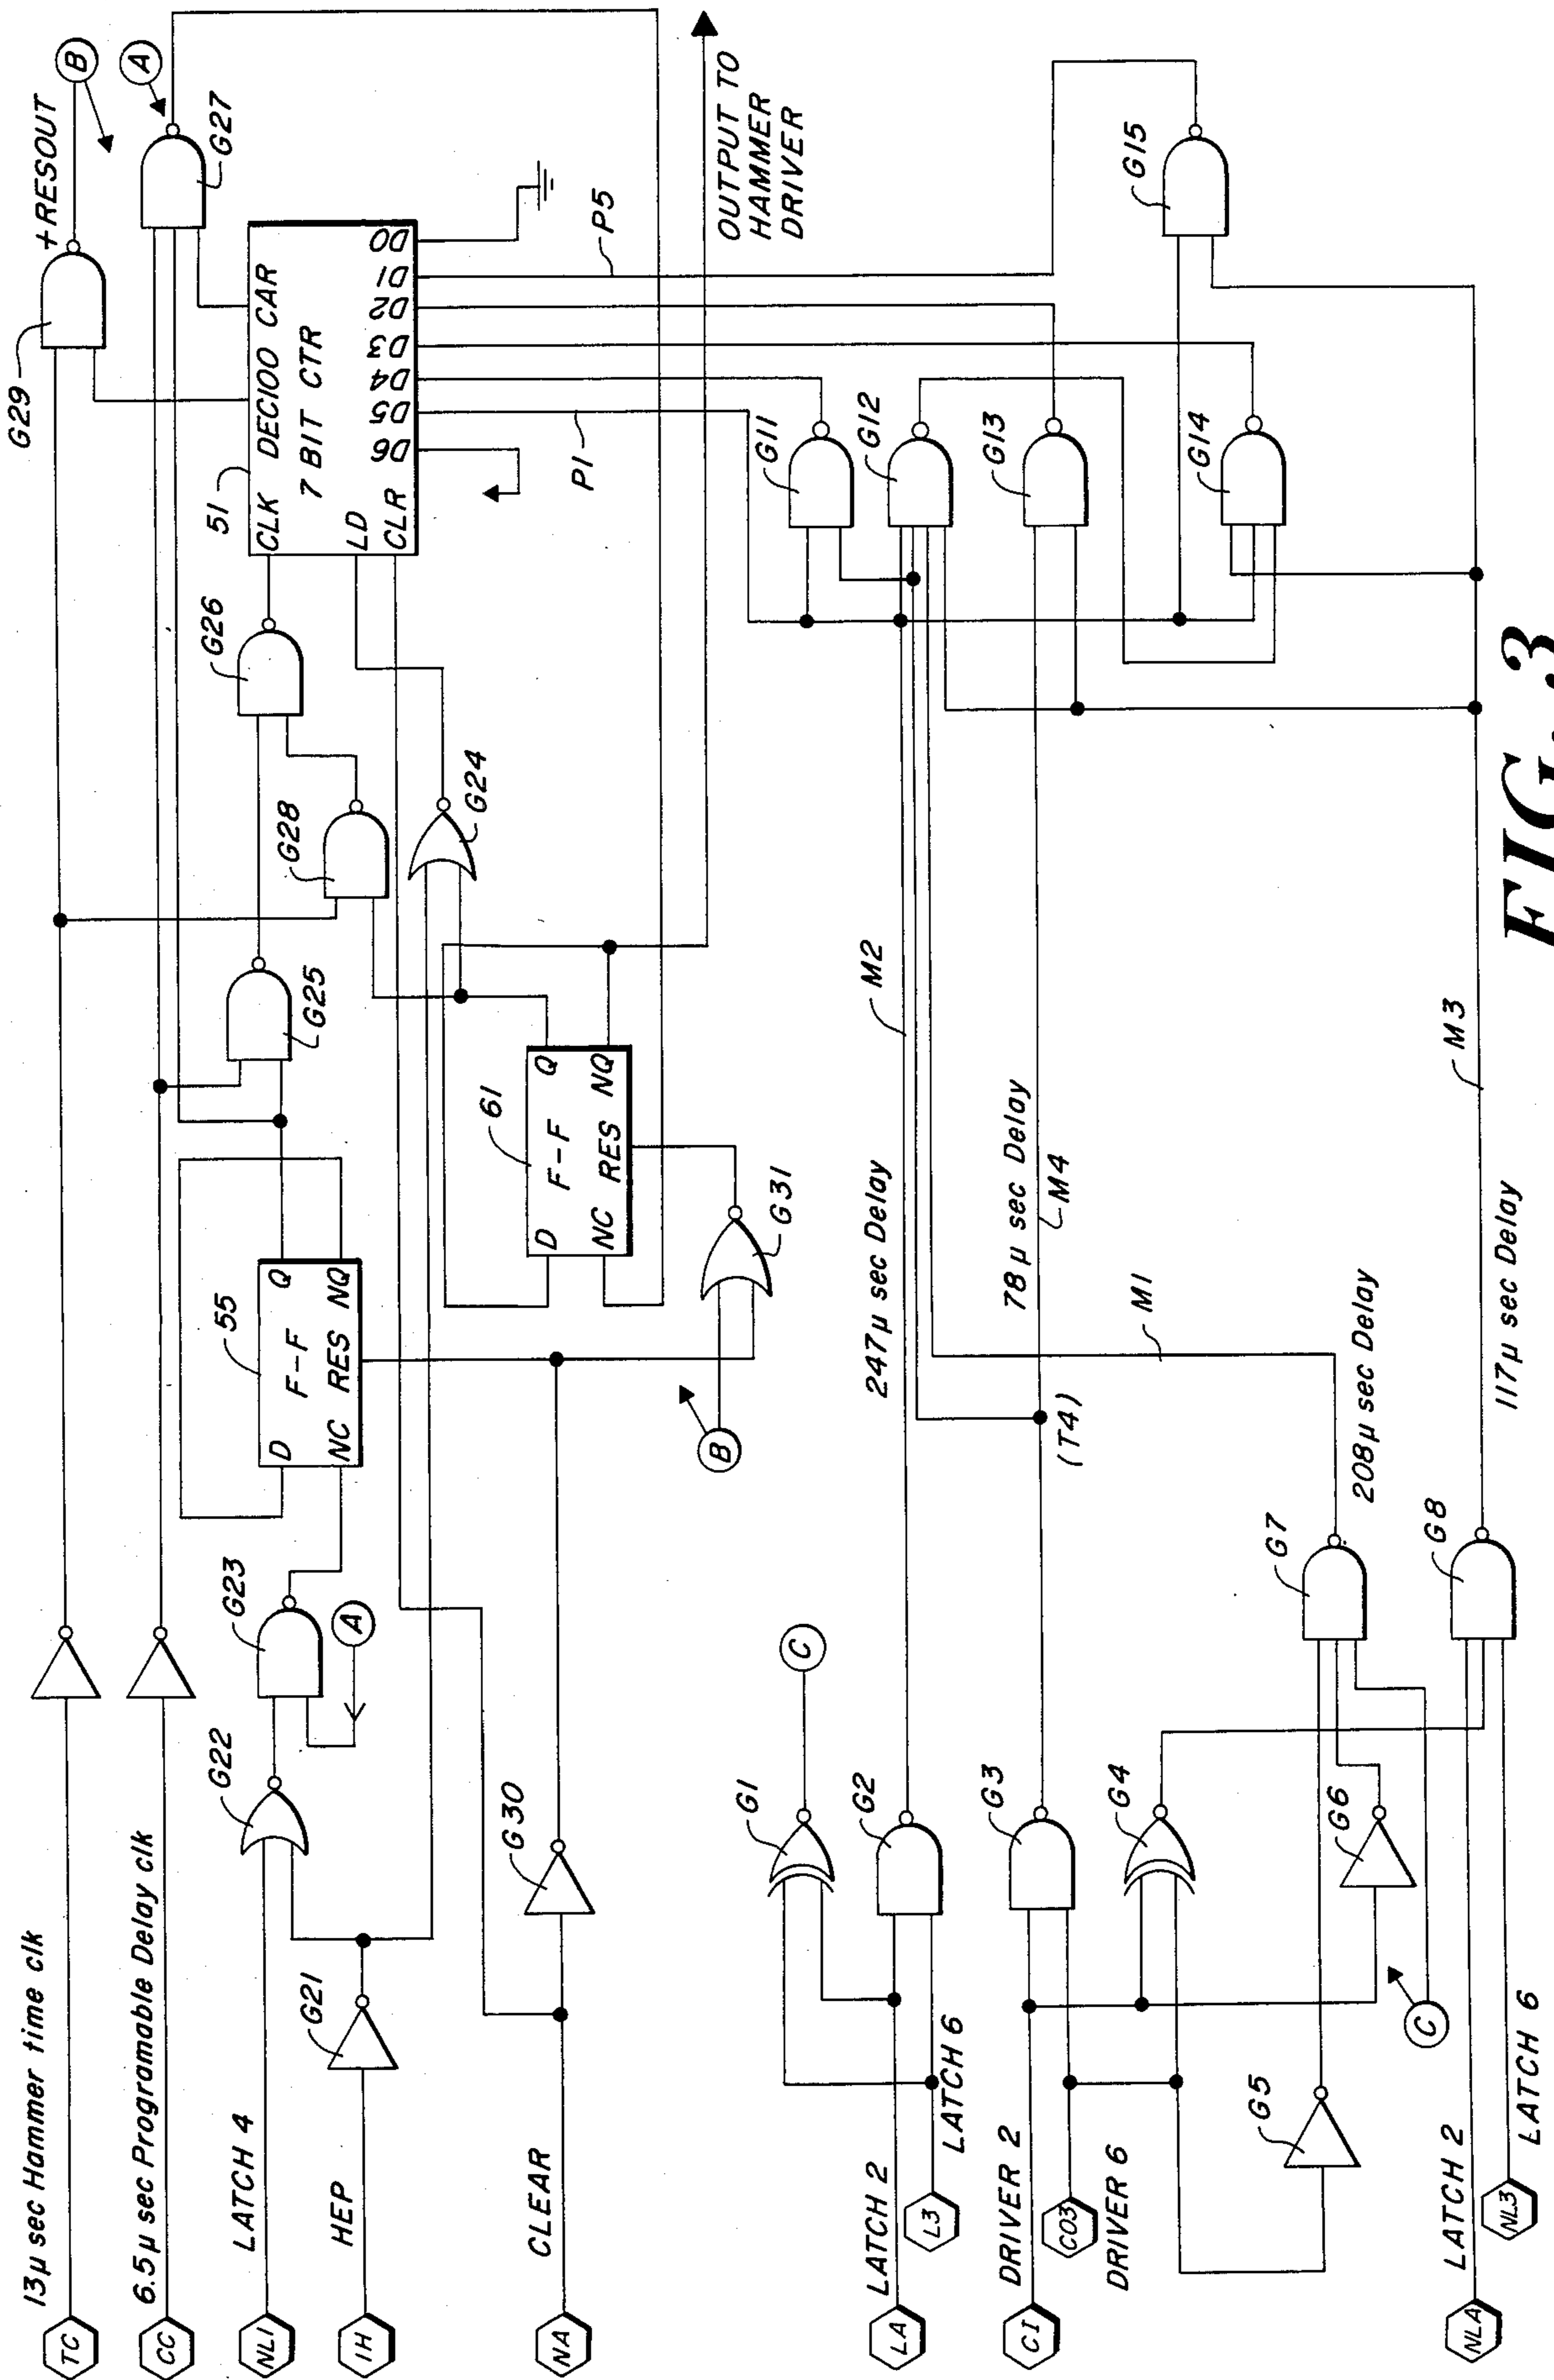 13μ sec Hammer time clk
TC
6.5μ sec Programable Delay clk
CC
LATCH 4
NL1
HEP
IH
CLEAR
NA
G21
G30
G22
G23
A
55
D
F-F
Q
NC
RES
NQ
61
D
F-F
Q
NC
RES
NQ
B
G31
G25
G28
G24
G26
51
CLK
DEC100
CAR
7 BIT CTR
LD
CLR
D6
D5
D4
D3
D2
D1
D0
G29
+RESOUT
B
A
G27
OUTPUT TO
HAMMER
DRIVER
P1
P5
LATCH 2
LA
L3
LATCH 6
DRIVER 2
CI
CO3
DRIVER 6
G1
C
G2
G3
G4
G5
G6
C
G7
G8
LATCH 2
NLA
NL3
LATCH 6
247μ sec Delay
M2
78μ sec Delay
M4
(T4)
M1
208μ sec Delay
117μ sec Delay
M3
G11
G12
G13
G14
G15
FIG. 3